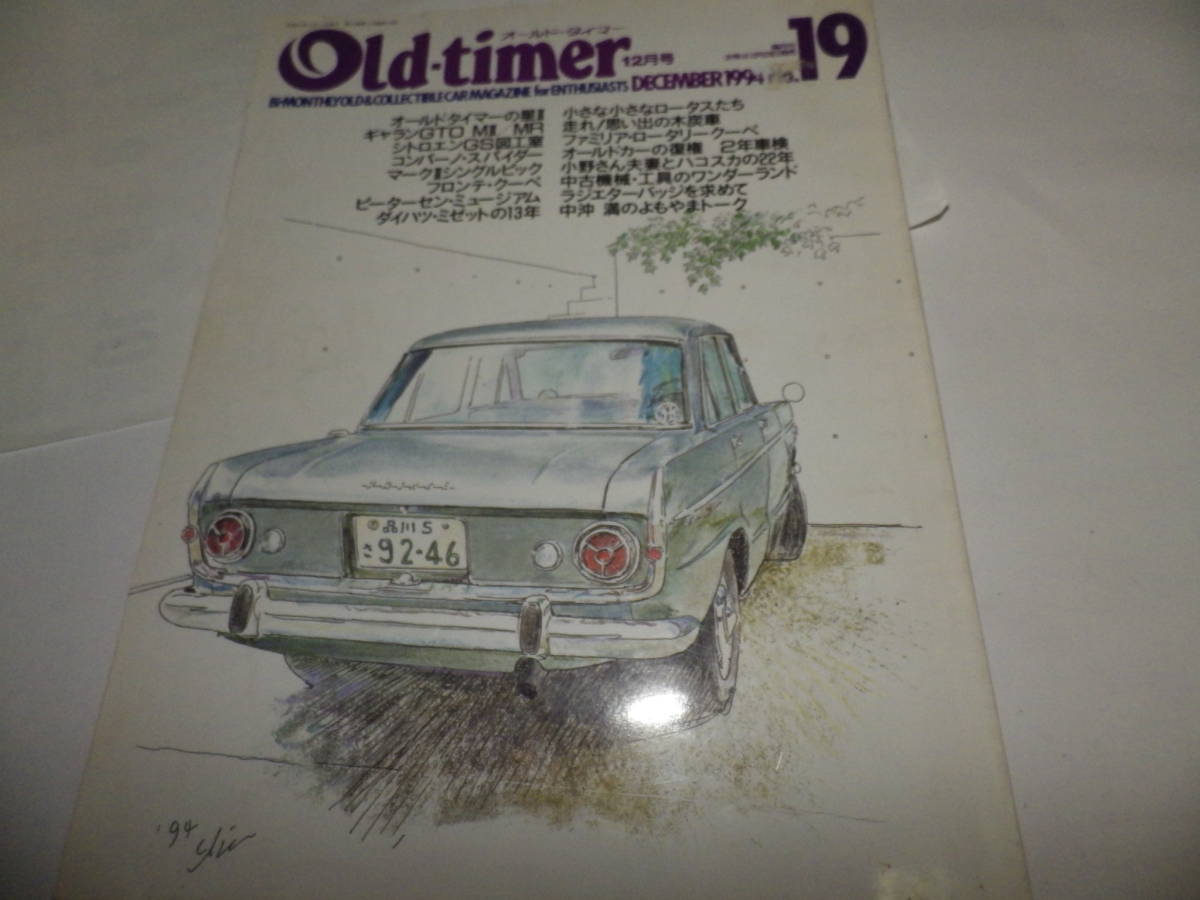 オールド・タイマー
Old-timer 12月号
BI-MONTHLY OLD & COLLECTIBLE CAR MAGAZINE for ENTHUSIASTS DECEMBER 1994 NO. 19
オールドタイマーの星Ⅱ
ギャランGTO MⅡ/MR
シトロエンGS図工室
コンパーノ・スパイダー
マークⅡシングルピック
フロンテ・クーペ
ピーターセン・ミュージアム
ダイハツ・ミゼットの13年
小さな小さなロータスたち
走れ!思い出の木炭車
ファミリア・ロータリークーペ
オールドカーの復権 2年車検
小野さん夫妻とハコスカの22年
中古機械・工具のワンダーランド
ラジエターバッジを求めて
中沖 満のよもやまトーク
品川 5
さ 92-46
'94